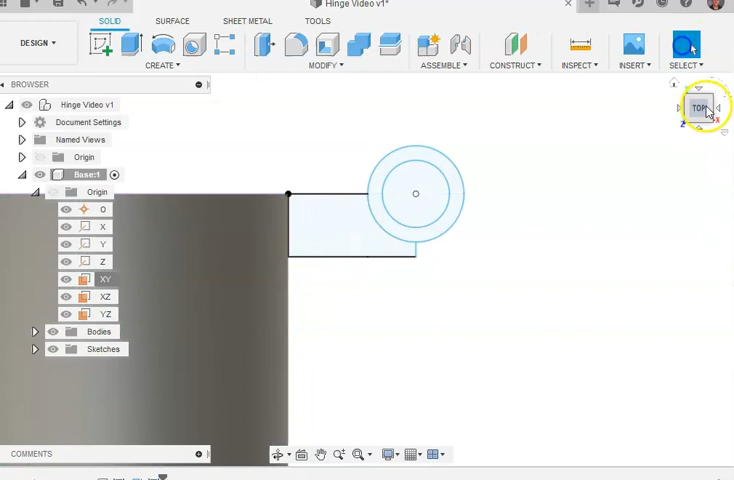 Hinge Video v1*
SOLID SURFACE SHEET METAL TOOLS
DESIGN ▾
CREATE ▾ MODIFY ▾ ASSEMBLE ▾ CONSTRUCT ▾ INSPECT ▾ INSERT ▾ SELECT ▾
BROWSER
Hinge Video v1
TOP
Z X
Document Settings
Named Views
Origin
Base:1
Origin
O
X
Y
Z
XY
XZ
YZ
Bodies
Sketches
COMMENTS